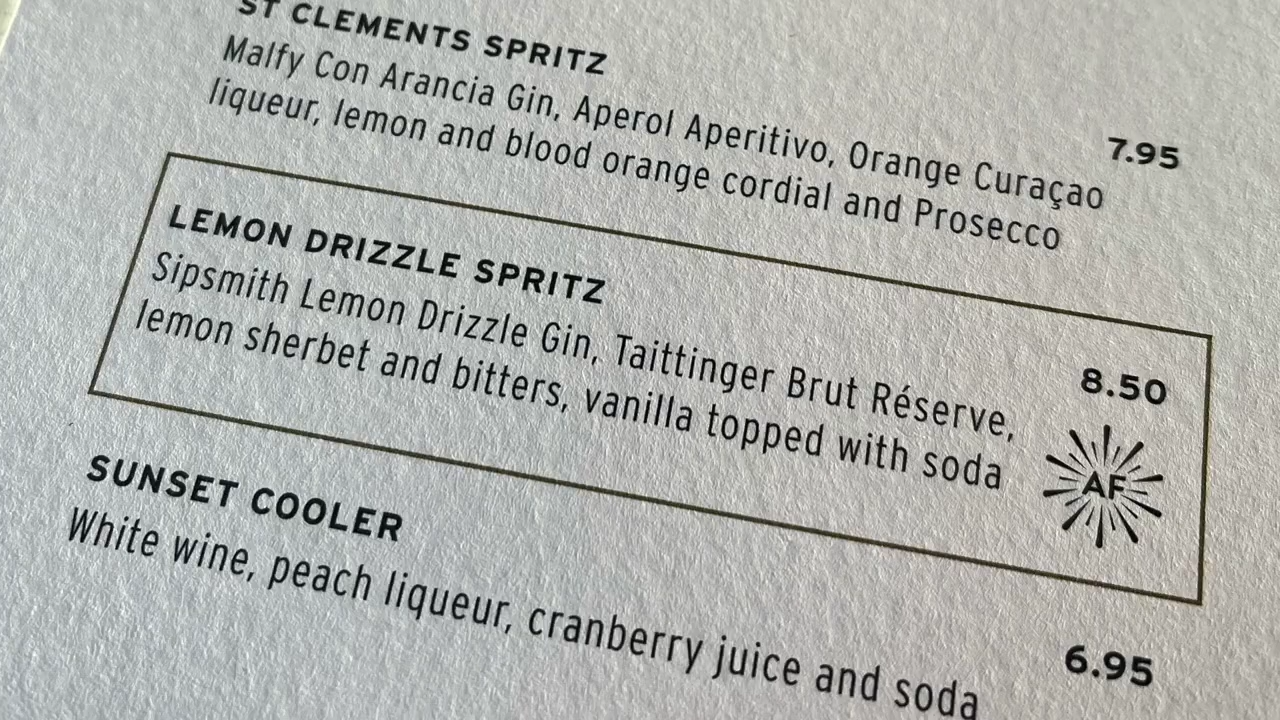 ST CLEMENTS SPRITZ
Malfy Con Arancia Gin, Aperol Aperitivo, Orange Curaçao
liqueur, lemon and blood orange cordial and Prosecco
7.95
LEMON DRIZZLE SPRITZ
Sipsmith Lemon Drizzle Gin, Taittinger Brut Réserve,
lemon sherbet and bitters, vanilla topped with soda
8.50
AF
SUNSET COOLER
White wine, peach liqueur, cranberry juice and soda
6.95